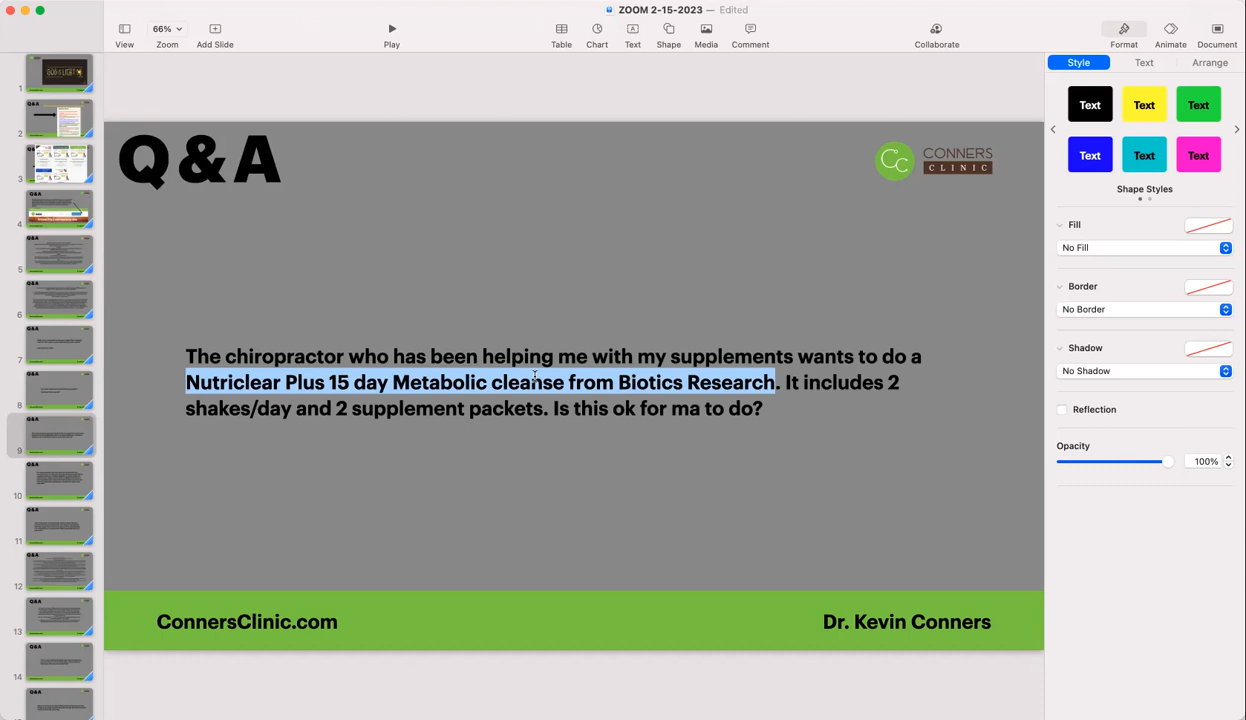 ZOOM 2-15-2023 — Edited
66%
View
Zoom
Add Slide
Play
Table
Chart
Text
Shape
Media
Comment
Collaborate
Format
Animate
Document
Style
Text
Arrange
1
2
3
4
5
6
7
8
9
10
11
12
13
14
Q&A
CC
CONNERS
CLINIC
The chiropractor who has been helping me with my supplements wants to do a
Nutriclear Plus 15 day Metabolic cleanse from Biotics Research. It includes 2
shakes/day and 2 supplement packets. Is this ok for ma to do?
ConnersClinic.com
Dr. Kevin Conners
Text
Text
Text
Text
Text
Text
Shape Styles
Fill
No Fill
Border
No Border
Shadow
No Shadow
Reflection
Opacity
100%